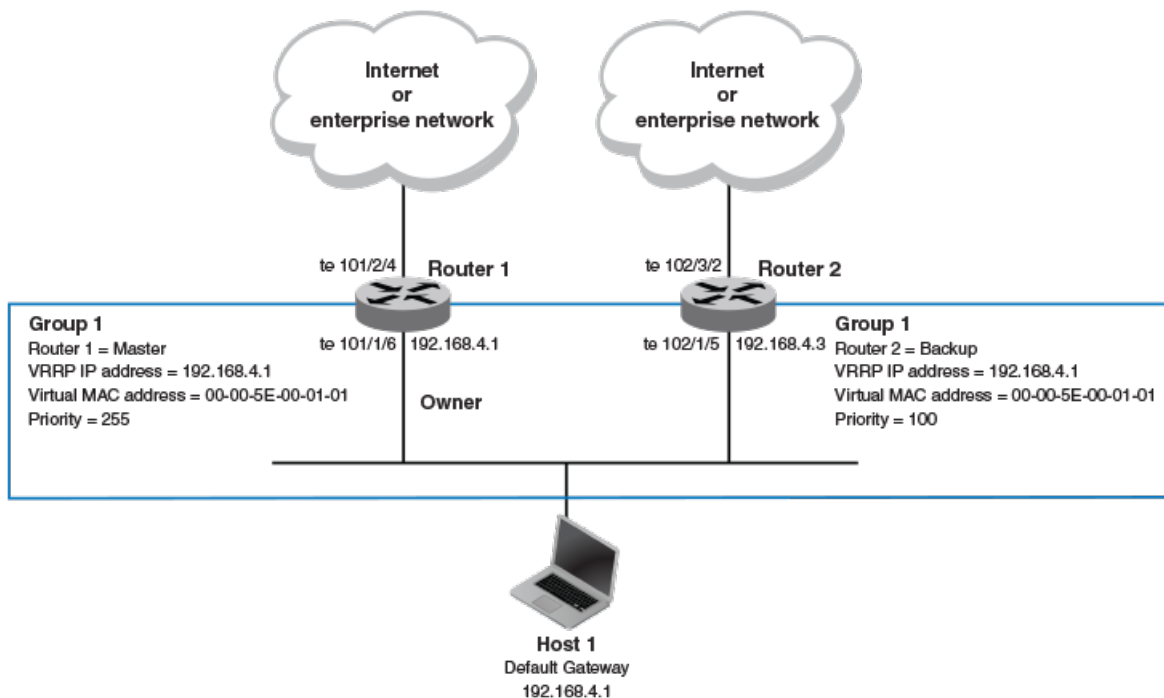 Internet
or
enterprise network
Internet
or
enterprise network
te 101/2/4
Router 1
te 102/3/2
Router 2
Group 1
Router 1 = Master
VRRP IP address = 192.168.4.1
Virtual MAC address = 00-00-5E-00-01-01
Priority = 255
te 101/1/6
192.168.4.1
Owner
te 102/1/5
192.168.4.3
Group 1
Router 2 = Backup
VRRP IP address = 192.168.4.1
Virtual MAC address = 00-00-5E-00-01-01
Priority = 100
Host 1
Default Gateway
192.168.4.1